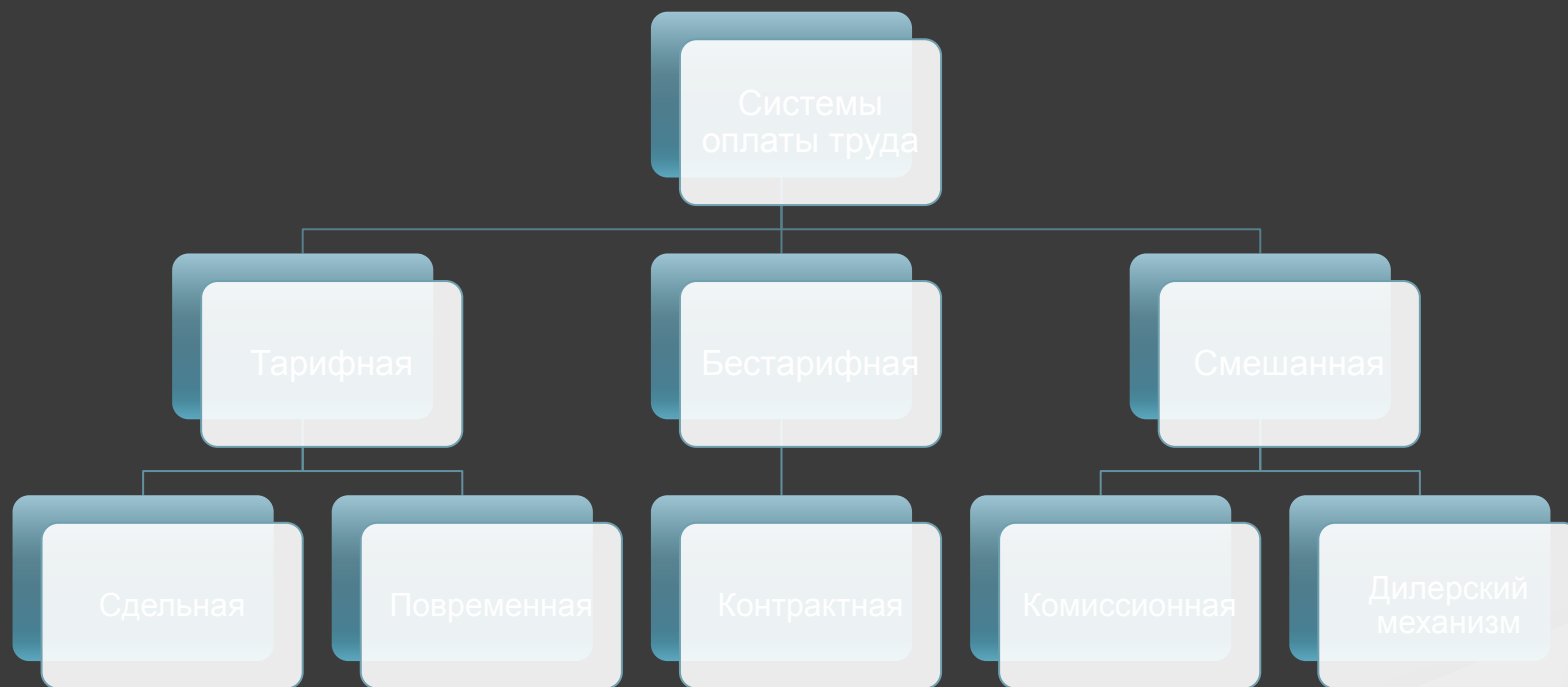 Системы
оплаты труда
Тарифная
Бестарифная
Смешанная
Сдельная
Повременная
Контрактная
Комиссионная
Дилерский
механизм